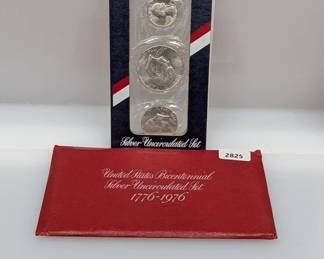 Silver Uncirculated Set
2825
United States Bicentennial
Silver Uncirculated Set
1776-1976